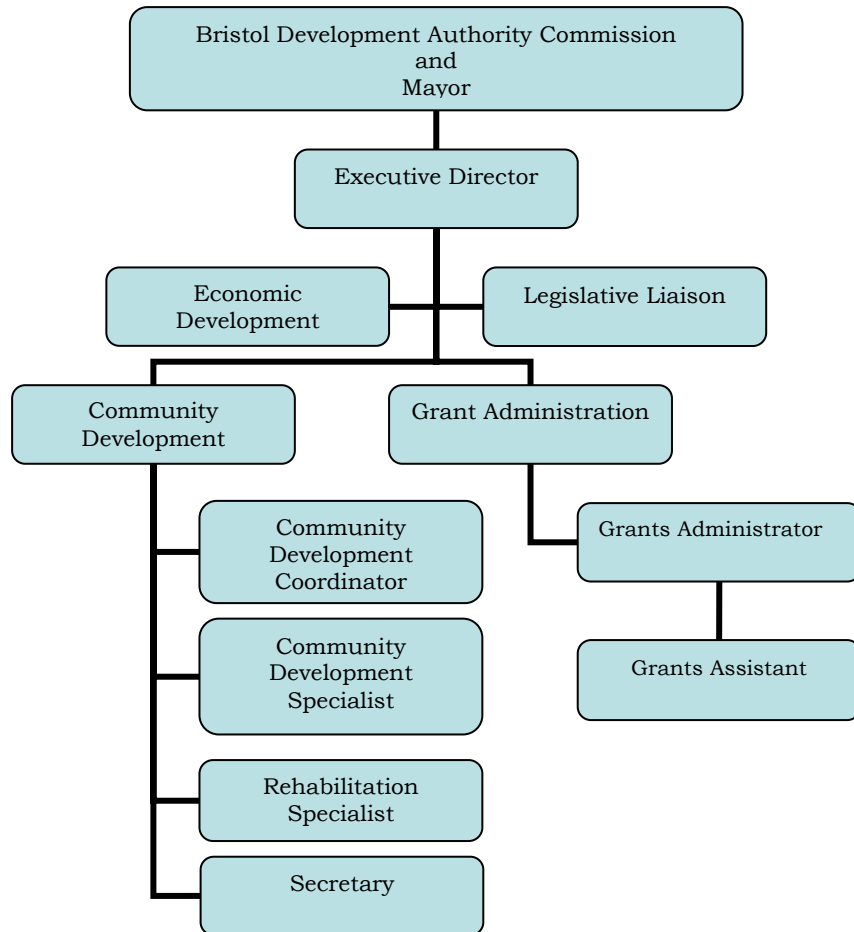 Bristol Development Authority Commission
and
Mayor
Executive Director
Economic
Development
Legislative Liaison
Community
Development
Grant Administration
Community
Development
Coordinator
Grants Administrator
Community
Development
Specialist
Grants Assistant
Rehabilitation
Specialist
Secretary